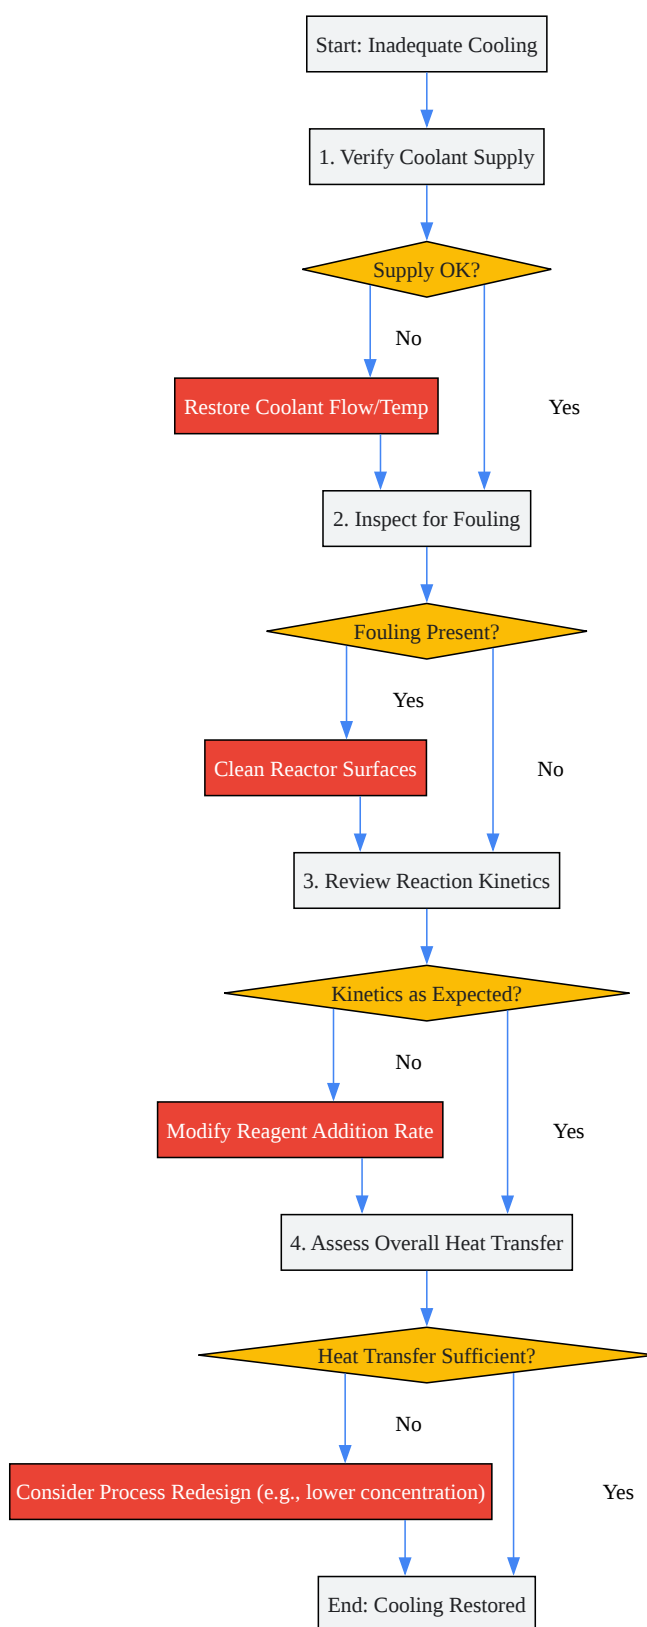 Start: Inadequate Cooling
1. Verify Coolant Supply
Supply OK?
No
Restore Coolant Flow/Temp
Yes
2. Inspect for Fouling
Fouling Present?
Yes
Clean Reactor Surfaces
No
3. Review Reaction Kinetics
Kinetics as Expected?
No
Modify Reagent Addition Rate
Yes
4. Assess Overall Heat Transfer
Heat Transfer Sufficient?
No
Consider Process Redesign (e.g., lower concentration)
Yes
End: Cooling Restored